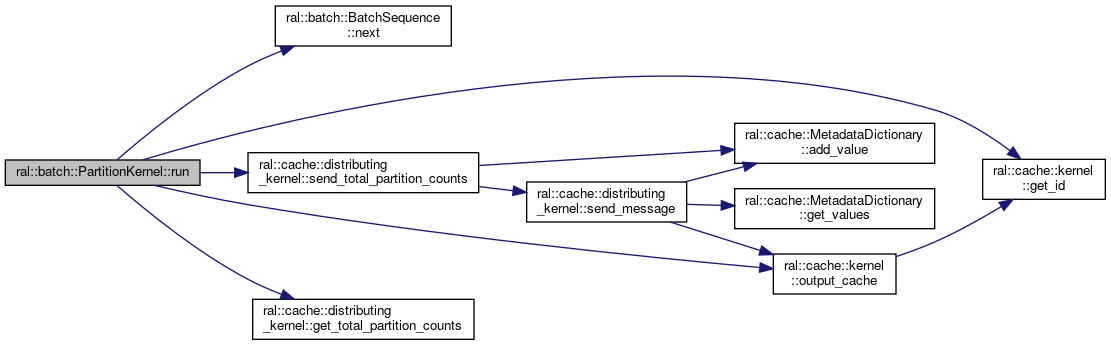 ral::batch::BatchSequence
::next
ral::batch::PartitionKernel::run
ral::cache::distributing
_kernel::send_total_partition_counts
ral::cache::distributing
_kernel::get_total_partition_counts
ral::cache::distributing
_kernel::send_message
ral::cache::MetadataDictionary
::add_value
ral::cache::MetadataDictionary
::get_values
ral::cache::kernel
::output_cache
ral::cache::kernel
::get_id